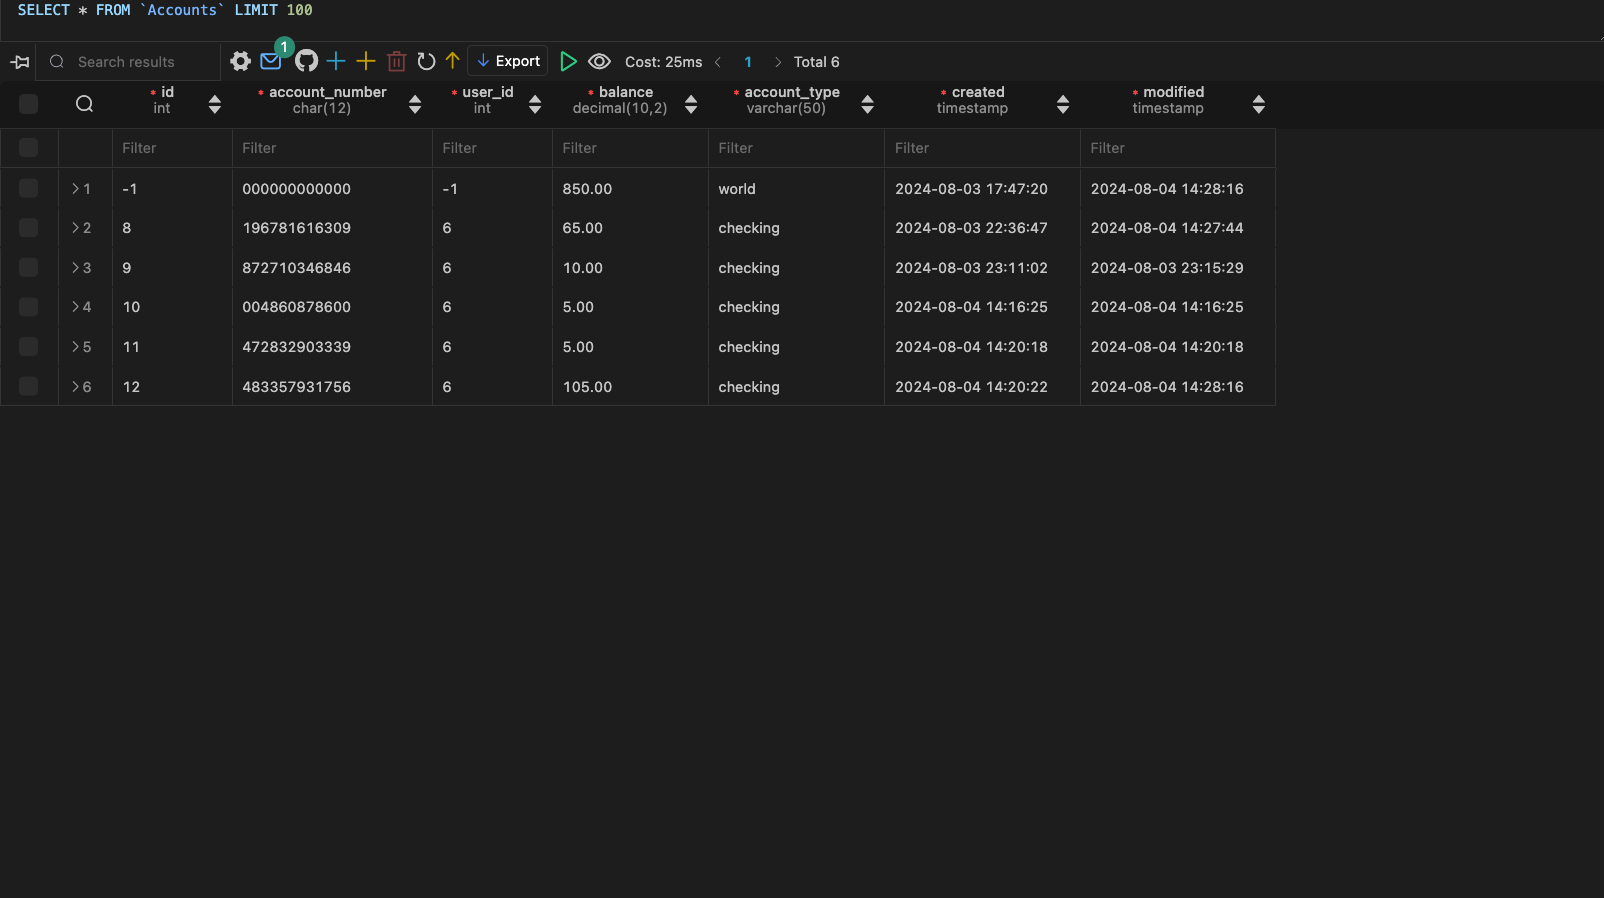 SELECT * FROM `Accounts` LIMIT 100
Search results 1 Export Cost: 25ms 1 Total 6
* id * account_number * user_id * balance * account_type * created * modified
int char(12) int decimal(10,2) varchar(50) timestamp timestamp
Filter Filter Filter Filter Filter Filter Filter
1 -1 000000000000 -1 850.00 world 2024-08-03 17:47:20 2024-08-04 14:28:16
2 8 196781616309 6 65.00 checking 2024-08-03 22:36:47 2024-08-04 14:27:44
3 9 872710346846 6 10.00 checking 2024-08-03 23:11:02 2024-08-03 23:15:29
4 10 004860878600 6 5.00 checking 2024-08-04 14:16:25 2024-08-04 14:16:25
5 11 472832903339 6 5.00 checking 2024-08-04 14:20:18 2024-08-04 14:20:18
6 12 483357931756 6 105.00 checking 2024-08-04 14:20:22 2024-08-04 14:28:16